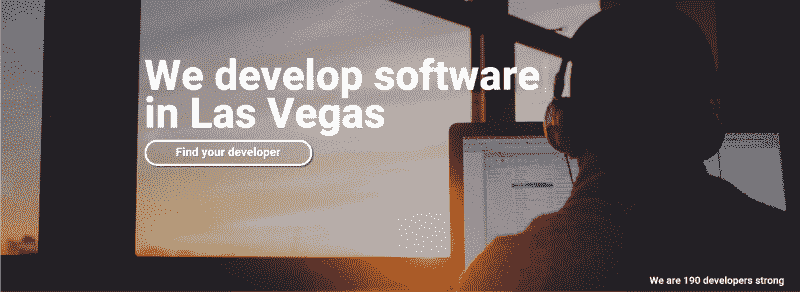 We develop software
in Las Vegas
Find your developer
We are 190 developers strong